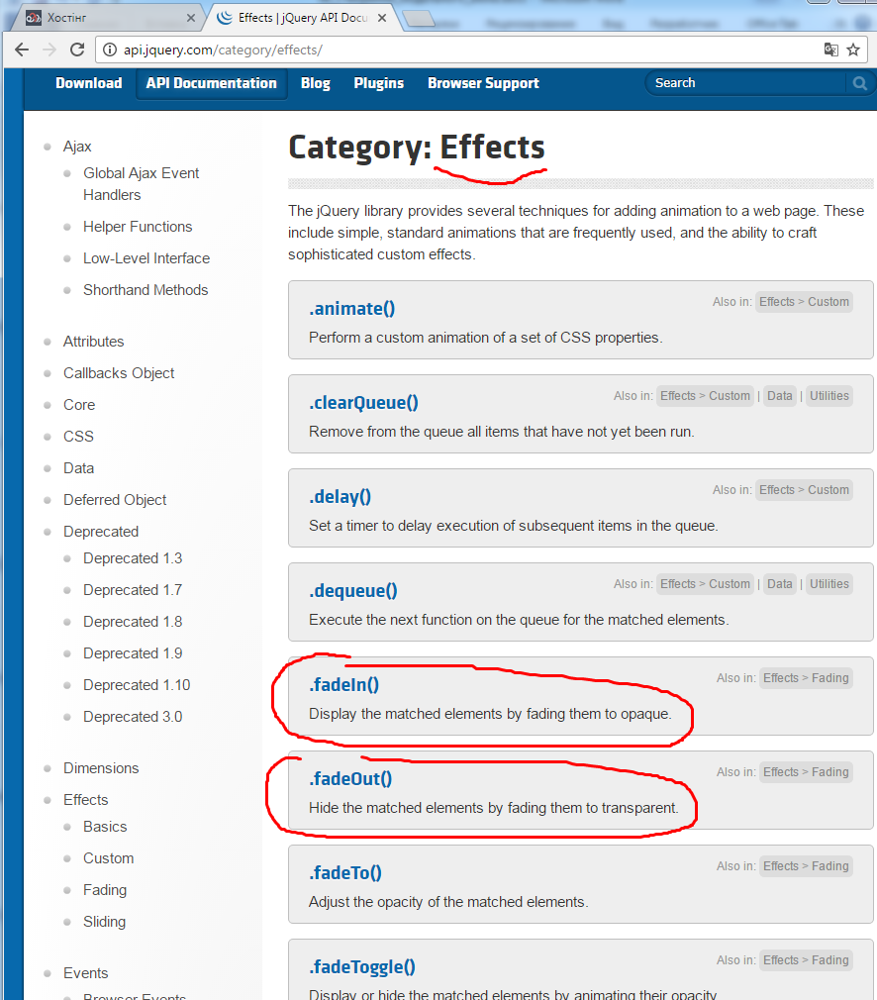 Хостінг
Effects | jQuery API Docu
api.jquery.com/category/effects/
Download API Documentation Blog Plugins Browser Support Search
Ajax
Global Ajax Event
Handlers
Helper Functions
Low-Level Interface
Shorthand Methods
Attributes
Callbacks Object
Core
CSS
Data
Deferred Object
Deprecated
Deprecated 1.3
Deprecated 1.7
Deprecated 1.8
Deprecated 1.9
Deprecated 1.10
Deprecated 3.0
Dimensions
Effects
Basics
Custom
Fading
Sliding
Events
Browser Events
Category: Effects
The jQuery library provides several techniques for adding animation to a web page. These
include simple, standard animations that are frequently used, and the ability to craft
sophisticated custom effects.
.animate() Also in: Effects > Custom
Perform a custom animation of a set of CSS properties.
.clearQueue() Also in: Effects > Custom | Data | Utilities
Remove from the queue all items that have not yet been run.
.delay() Also in: Effects > Custom
Set a timer to delay execution of subsequent items in the queue.
.dequeue() Also in: Effects > Custom | Data | Utilities
Execute the next function on the queue for the matched elements.
.fadeIn() Also in: Effects > Fading
Display the matched elements by fading them to opaque.
.fadeOut() Also in: Effects > Fading
Hide the matched elements by fading them to transparent.
.fadeTo() Also in: Effects > Fading
Adjust the opacity of the matched elements.
.fadeToggle() Also in: Effects > Fading
Display or hide the matched elements by animating their opacity